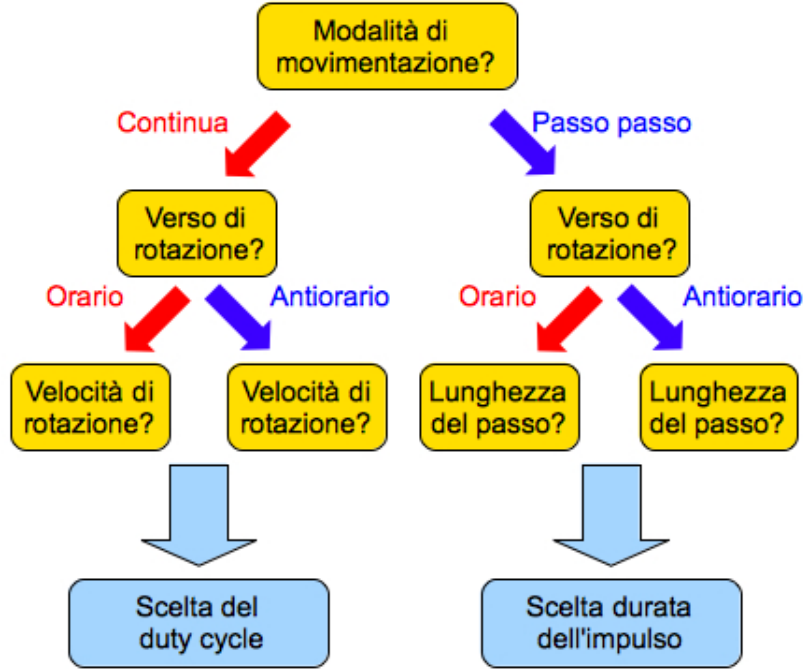 Modalità di
movimentazione?
Continua
Passo passo
Verso di
rotazione?
Verso di
rotazione?
Orario
Antiorario
Orario
Antiorario
Velocità di
rotazione?
Velocità di
rotazione?
Lunghezza
del passo?
Lunghezza
del passo?
Scelta del
duty cycle
Scelta durata
dell'impulso